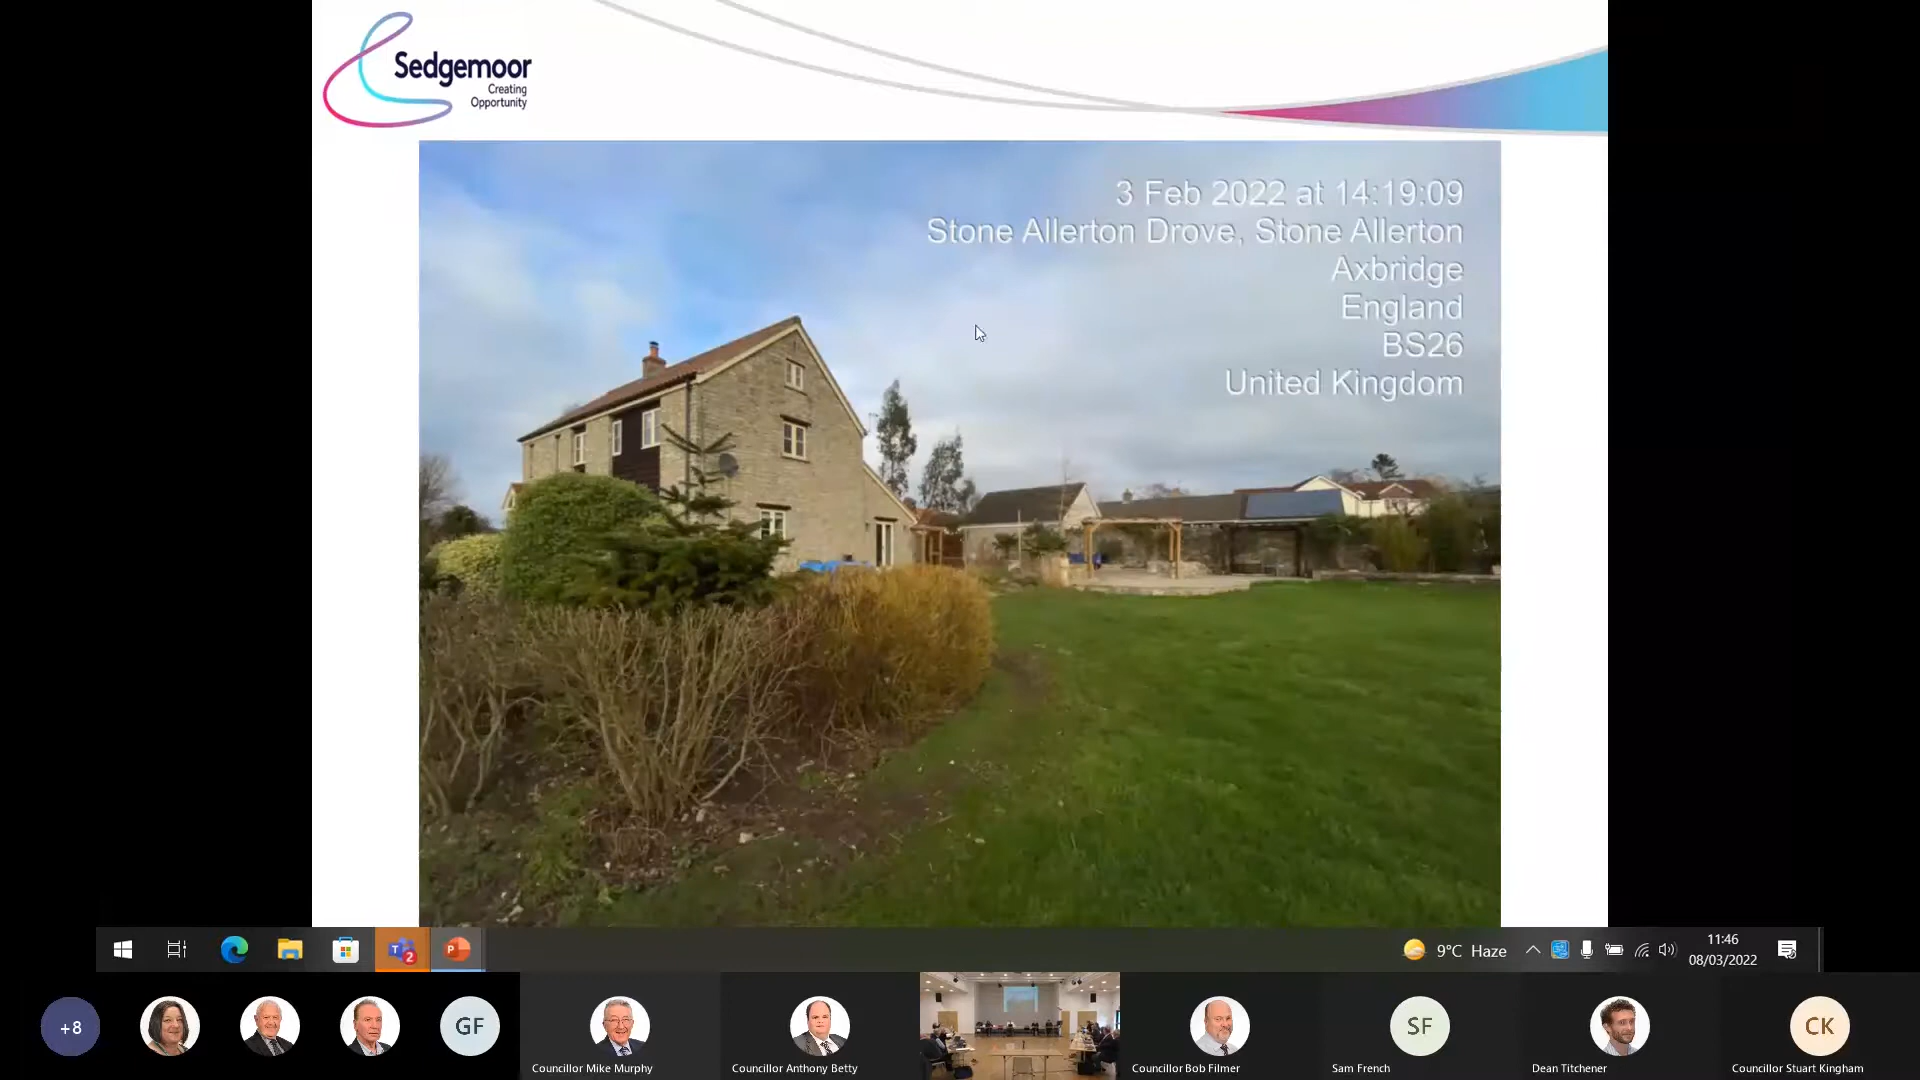 Sedgemoor
Creating
Opportunity
3 Feb 2022 at 14:19:09
Stone Allerton Drove, Stone Allerton
Axbridge
England
BS26
United Kingdom
T
2
P
9°C Haze
11:46
08/03/2022
+8
GF
Councillor Mike Murphy
Councillor Anthony Betty
Councillor Bob Filmer
SF
Sam French
Dean Titchener
CK
Councillor Stuart Kingham